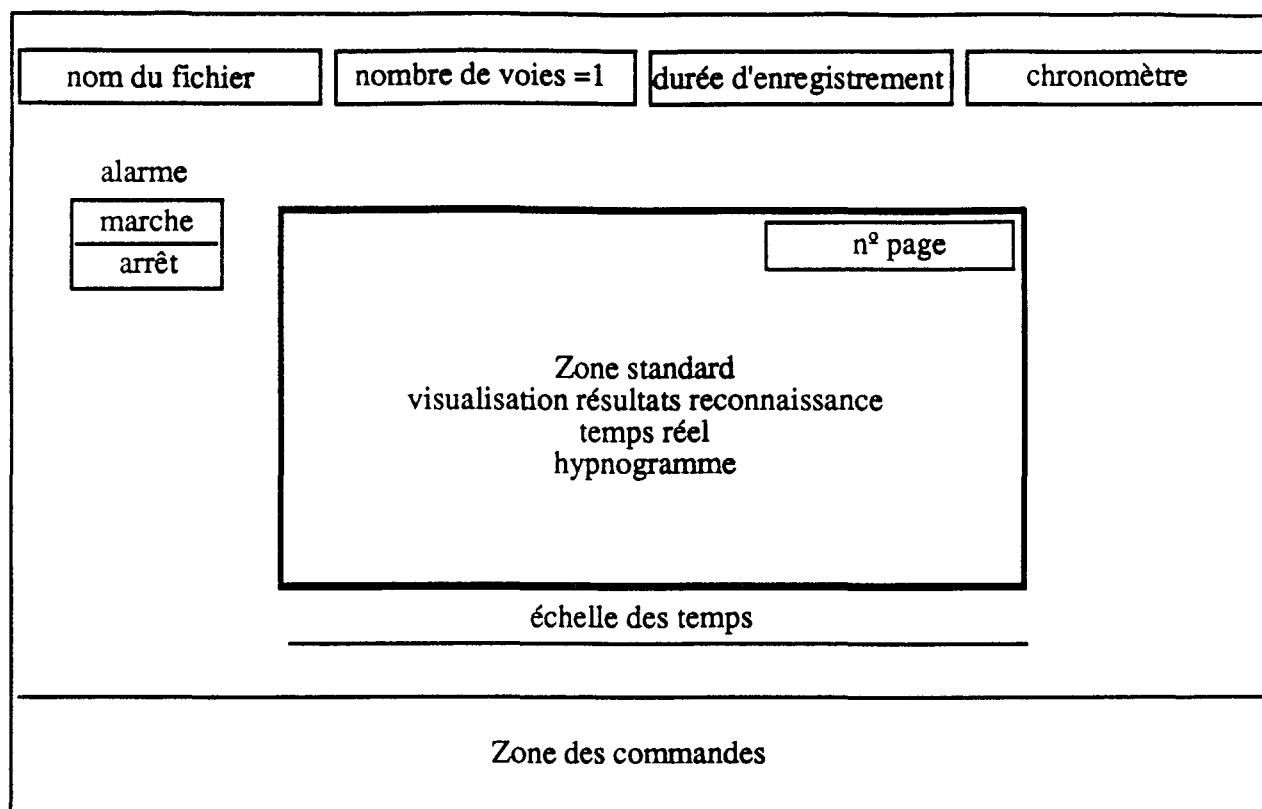 nom du fichier
nombre de voies =1
durée d'enregistrement
chronomètre
alarme
marche
arrêt
nº page
Zone standard
visualisation résultats reconnaissance
temps réel
hypnogramme
échelle des temps
Zone des commandes